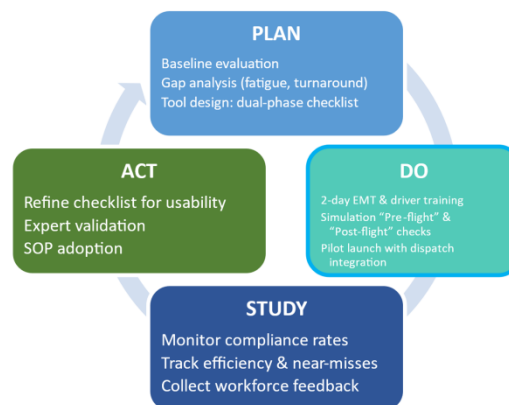 PLAN
Baseline evaluation
Gap analysis (fatigue, turnaround)
Tool design: dual-phase checklist
ACT
Refine checklist for usability
Expert validation
SOP adoption
DO
2-day EMT & driver training
Simulation “Pre-flight” &
“Post-flight” checks
Pilot launch with dispatch
integration
STUDY
Monitor compliance rates
Track efficiency & near-misses
Collect workforce feedback